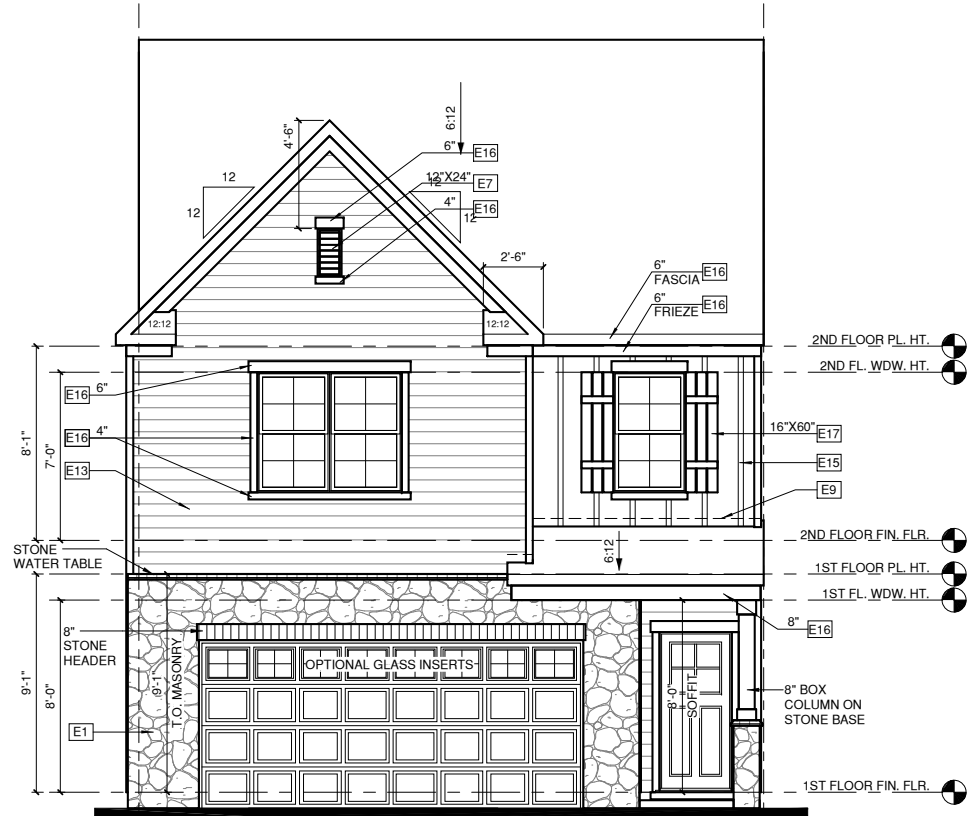 6:12
4'-6"
6" E16
12
12
12"X24" E7
12
12
4" E16
2'-6"
6"
FASCIA E16
6"
FRIEZE E16
12:12
12:12
2ND FLOOR PL. HT.
2ND FL. WDW. HT.
E16 6"
8'-1"
7'-0"
E16 4"
E13
16"X60" E17
E15
E9
2ND FLOOR FIN. FLR.
STONE
WATER TABLE
6:12
1ST FLOOR PL. HT.
1ST FL. WDW. HT.
8"
STONE
HEADER
8" E16
OPTIONAL GLASS INSERTS
9'-1"
8'-0"
9'-1"
T.O. MASONRY
8'-0"
SOFFIT
8" BOX
COLUMN ON
STONE BASE
E1
1ST FLOOR FIN. FLR.